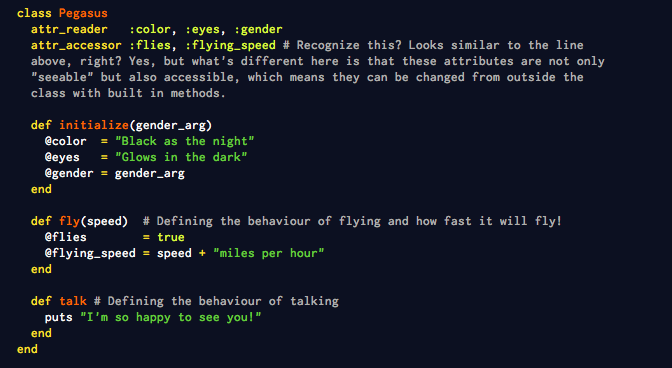 class Pegasus
  attr_reader   :color, :eyes, :gender
  attr_accessor :flies, :flying_speed # Recognize this? Looks similar to the line
  above, right? Yes, but what's different here is that these attributes are not only
  "seeable" but also accessible, which means they can be changed from outside the
  class with built in methods.

  def initialize(gender_arg)
    @color  = "Black as the night"
    @eyes   = "Glows in the dark"
    @gender = gender_arg
  end

  def fly(speed)  # Defining the behaviour of flying and how fast it will fly!
    @flies        = true
    @flying_speed = speed + "miles per hour"
  end

  def talk # Defining the behaviour of talking
    puts "I'm so happy to see you!"
  end
end